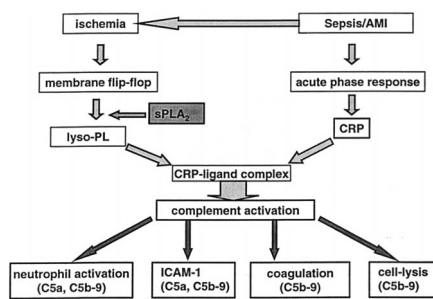 ischemia
Sepsis/AMI
membrane flip-flop
acute phase response
sPLA₂
lyso-PL
CRP
CRP-ligand complex
complement activation
neutrophil activation
(C5a, C5b-9)
ICAM-1
(C5a, C5b-9)
coagulation
(C5b-9)
cell-lysis
(C5b-9)